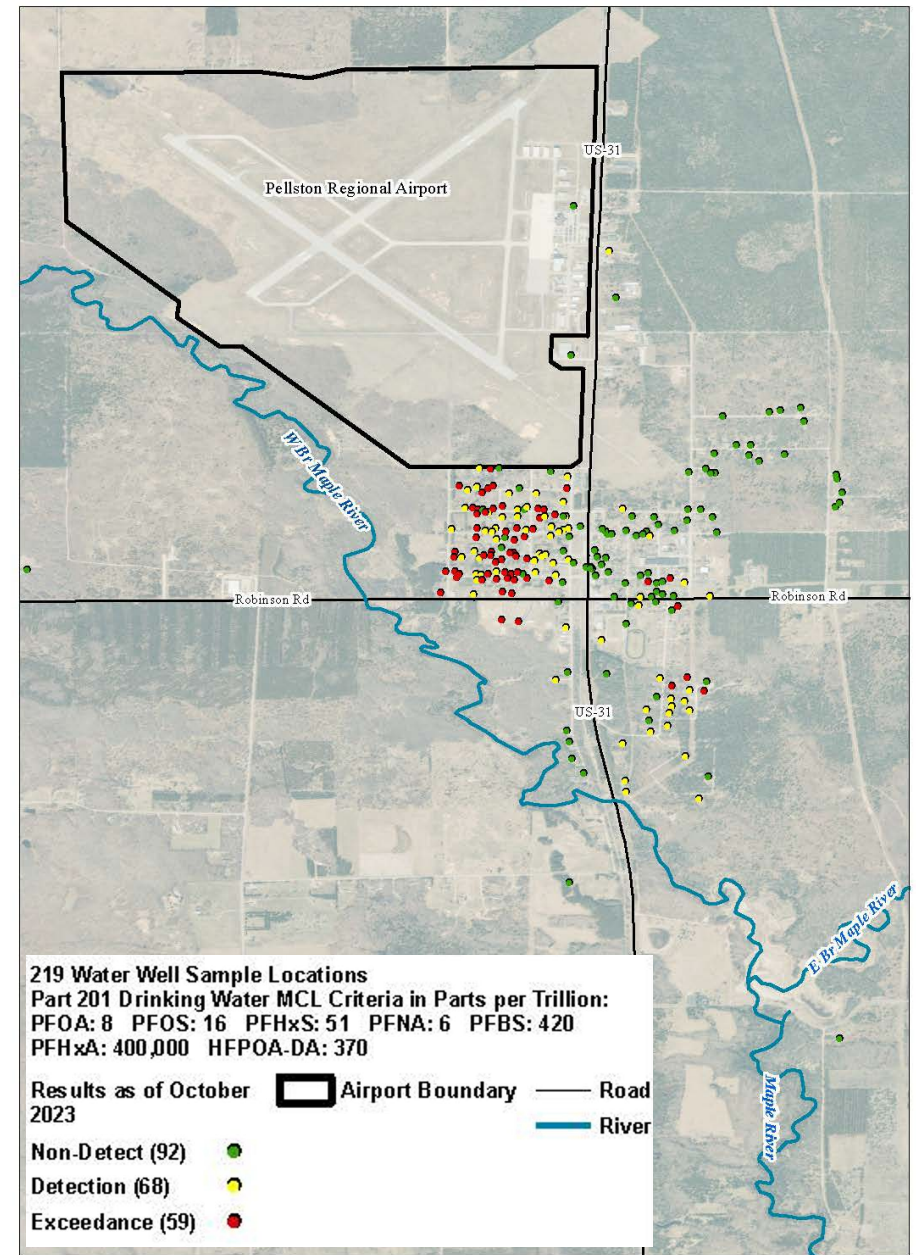 US-31
Pellston Regional Airport
W Br Maple River
Robinson Rd
Robinson Rd
US-31
E Br Maple River
Maple River
219 Water Well Sample Locations
Part 201 Drinking Water MCL Criteria in Parts per Trillion:
PFOA: 8 PFOS: 16 PFHxS: 51 PFNA: 6 PFBS: 420
PFHxA: 400,000 HFPOA-DA: 370
Results as of October
2023
Airport Boundary
Road
River
Non-Detect (92)
Detection (68)
Exceedance (59)